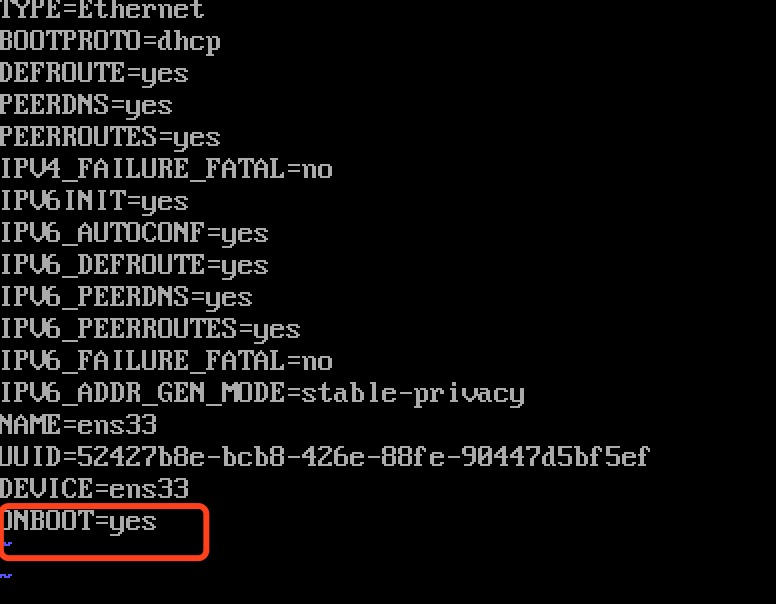 TYPE=Ethernet
BOOTPROTO=dhcp
DEFROUTE=yes
PEERDNS=yes
PEERROUTES=yes
IPV4_FAILURE_FATAL=no
IPV6INIT=yes
IPV6_AUTOCONF=yes
IPV6_DEFROUTE=yes
IPV6_PEERDNS=yes
IPV6_PEERROUTES=yes
IPV6_FAILURE_FATAL=no
IPV6_ADDR_GEN_MODE=stable-privacy
NAME=ens33
UUID=52427b8e-bcb8-426e-88fe-90447d5bf5ef
DEVICE=ens33
ONBOOT=yes
~
~